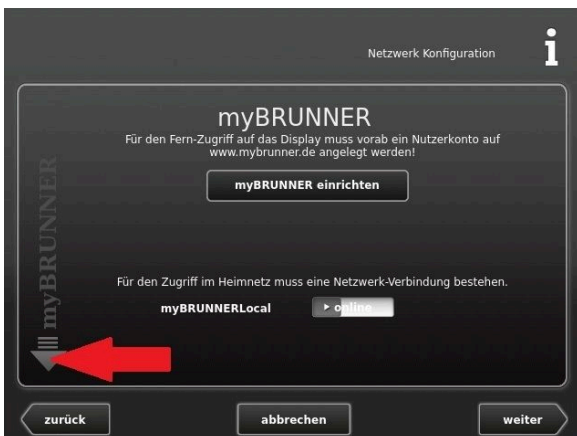 Netzwerk Konfiguration
i
myBRUNNER
Für den Fern-Zugriff auf das Display muss vorab ein Nutzerkonto auf
www.mybrunner.de angelegt werden!
myBRUNNER einrichten
myBRUNNER
Für den Zugriff im Heimnetz muss eine Netzwerk-Verbindung bestehen.
myBRUNNERLocal
online
zurück
abbrechen
weiter